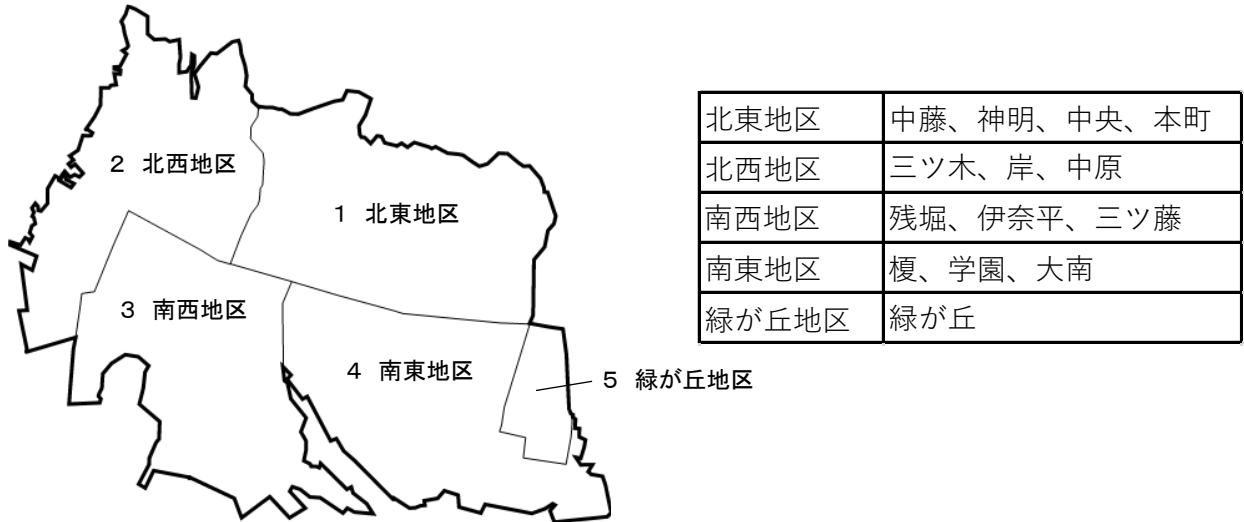 2 北西地区
1 北東地区
3 南西地区
4 南東地区
5 緑が丘地区
北東地区 中藤、神明、中央、本町
北西地区 三ツ木、岸、中原
南西地区 残堀、伊奈平、三ツ藤
南東地区 榎、学園、大南
緑が丘地区 緑が丘